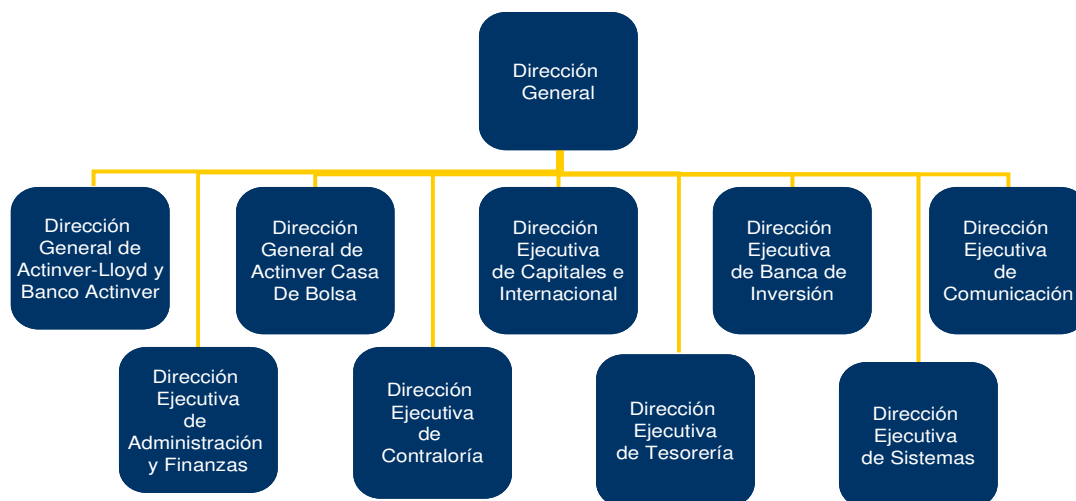 Dirección
General
Dirección
General de
Actinver-Lloyd y
Banco Actinver
Dirección
General de
Actinver Casa
De Bolsa
Dirección
Ejecutiva
de Capitales e
Internacional
Dirección
Ejecutiva
de Banca de
Inversión
Dirección
Ejecutiva
de
Comunicación
Dirección
Ejecutiva
de
Administración
y Finanzas
Dirección
Ejecutiva
de
Contraloría
Dirección
Ejecutiva
de Tesorería
Dirección
Ejecutiva
de Sistemas